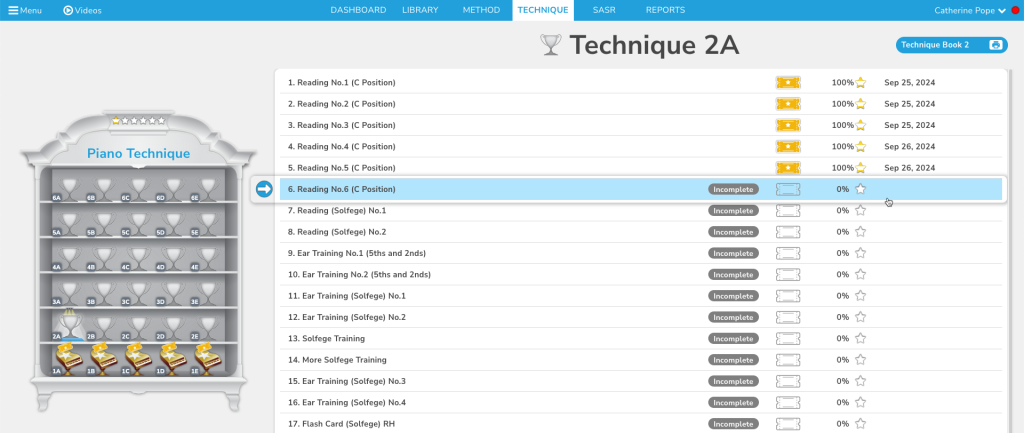 Menu Videos DASHBOARD LIBRARY METHOD TECHNIQUE SASR REPORTS Catherine Pope
Technique 2A
Technique Book 2
Piano Technique
6A 6B 6C 6D 6E
5A 5B 5C 5D 5E
4A 4B 4C 4D 4E
3A 3B 3C 3D 3E
2A 2B 2C 2D 2E
1A 1B 1C 1D 1E
1. Reading No.1 (C Position) 100% Sep 25, 2024
2. Reading No.2 (C Position) 100% Sep 25, 2024
3. Reading No.3 (C Position) 100% Sep 25, 2024
4. Reading No.4 (C Position) 100% Sep 26, 2024
5. Reading No.5 (C Position) 100% Sep 26, 2024
6. Reading No.6 (C Position) Incomplete 0%
7. Reading (Solfege) No.1 Incomplete 0%
8. Reading (Solfege) No.2 Incomplete 0%
9. Ear Training No.1 (5ths and 2nds) Incomplete 0%
10. Ear Training No.2 (5ths and 2nds) Incomplete 0%
11. Ear Training (Solfege) No.1 Incomplete 0%
12. Ear Training (Solfege) No.2 Incomplete 0%
13. Solfege Training Incomplete 0%
14. More Solfege Training Incomplete 0%
15. Ear Training (Solfege) No.3 Incomplete 0%
16. Ear Training (Solfege) No.4 Incomplete 0%
17. Flash Card (Solfege) RH Incomplete 0%